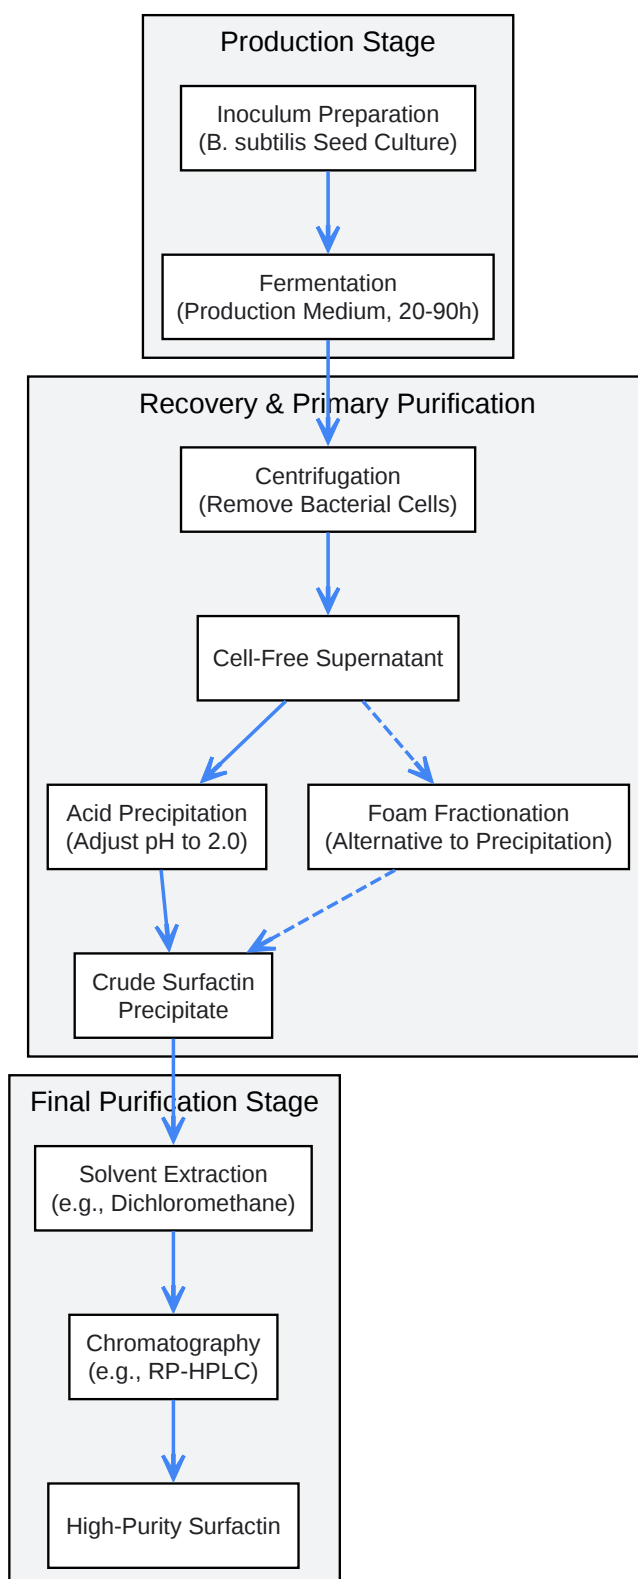 Production Stage
Inoculum Preparation
(B. subtilis Seed Culture)
Fermentation
(Production Medium, 20-90h)
Recovery & Primary Purification
Centrifugation
(Remove Bacterial Cells)
Cell-Free Supernatant
Acid Precipitation
(Adjust pH to 2.0)
Foam Fractionation
(Alternative to Precipitation)
Crude Surfactin
Precipitate
Final Purification Stage
Solvent Extraction
(e.g., Dichloromethane)
Chromatography
(e.g., RP-HPLC)
High-Purity Surfactin